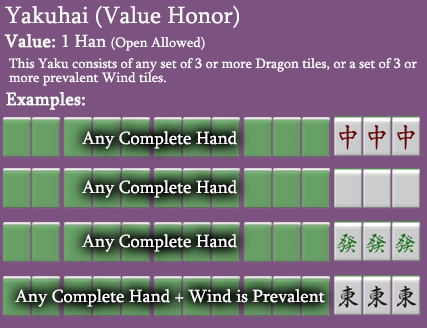 Yakuhai (Value Honor)
Value: 1 Han (Open Allowed)
This Yaku consists of any set of 3 or more Dragon tiles, or a set of 3 or
more prevalent Wind tiles.
Examples:
Any Complete Hand 中 中 中
Any Complete Hand
Any Complete Hand 發 發 發
Any Complete Hand + Wind is Prevalent 東 東 東